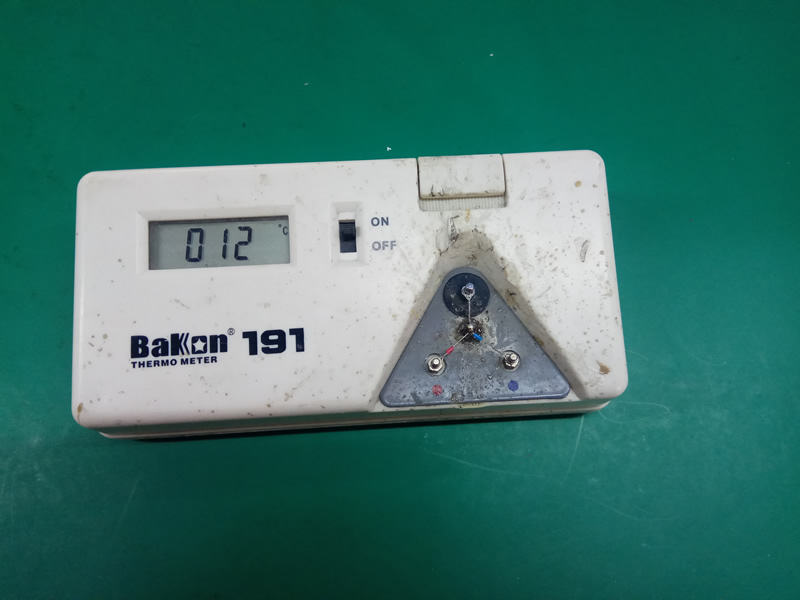 012 °C
ON
OFF
BaKon® 191
THERMO METER